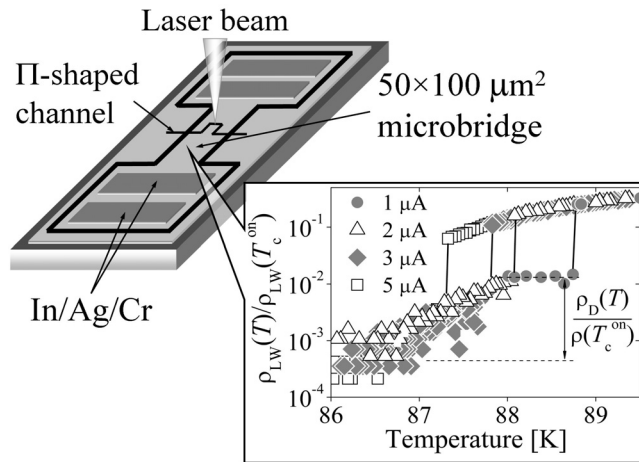 Laser beam
Π-shaped
channel
50×100 μm²
microbridge
In/Ag/Cr
ρ_LW(T)/ρ_LW(T_c^on)
10⁻¹
10⁻²
10⁻³
10⁻⁴
1 μA
2 μA
3 μA
5 μA
ρ_D(T)
ρ(T_c^on)
86 87 88 89
Temperature [K]